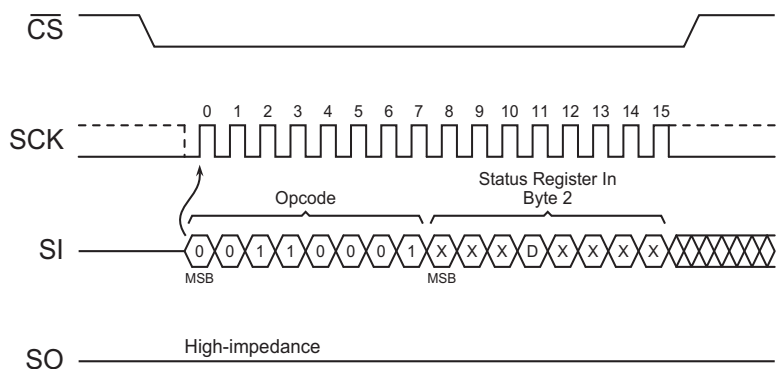 CS
0 1 2 3 4 5 6 7 8 9 10 11 12 13 14 15
SCK
Status Register In
Opcode Byte 2
SI 0 0 1 1 0 0 0 1 X X X D X X X X
MSB MSB
High-impedance
SO